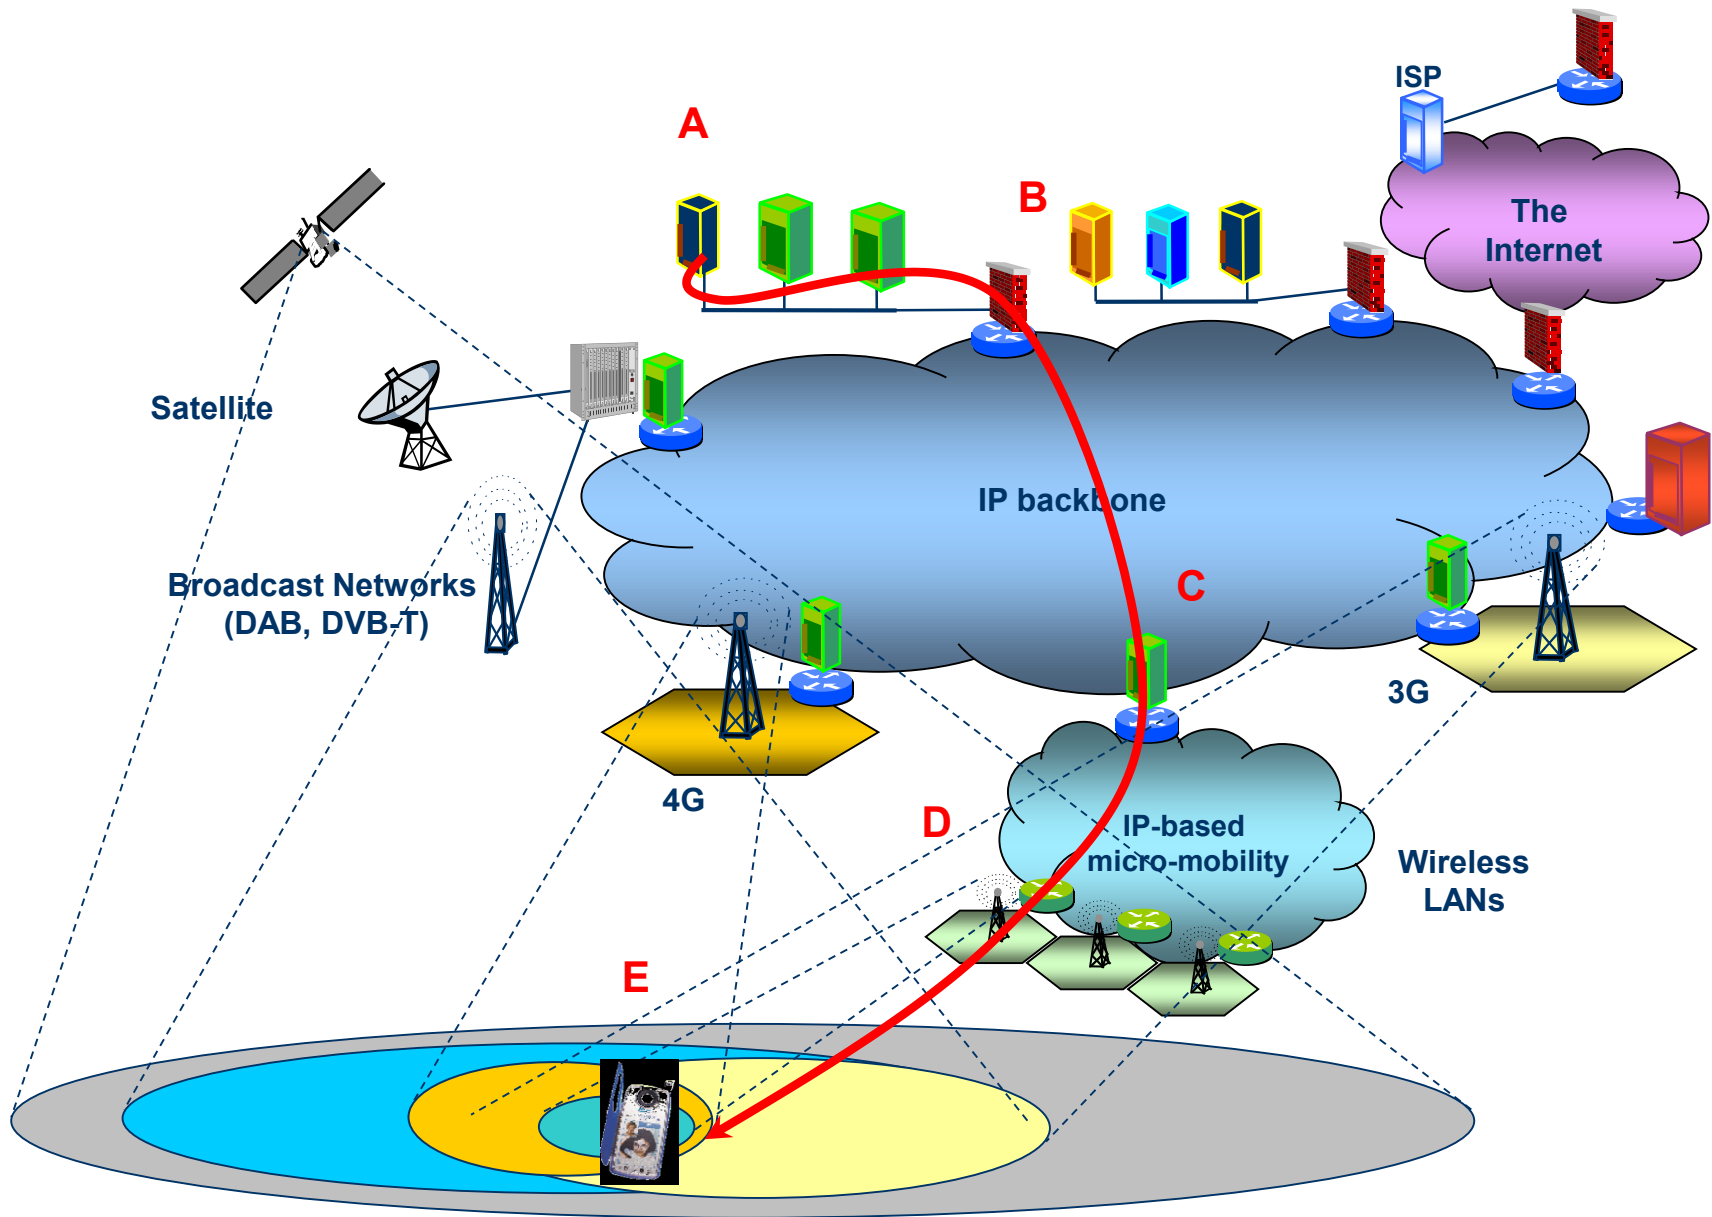 ISP
A
B
The
Internet
Satellite
IP backbone
Broadcast Networks
(DAB, DVB-T)
C
3G
4G
D
IP-based
micro-mobility
Wireless
LANs
E